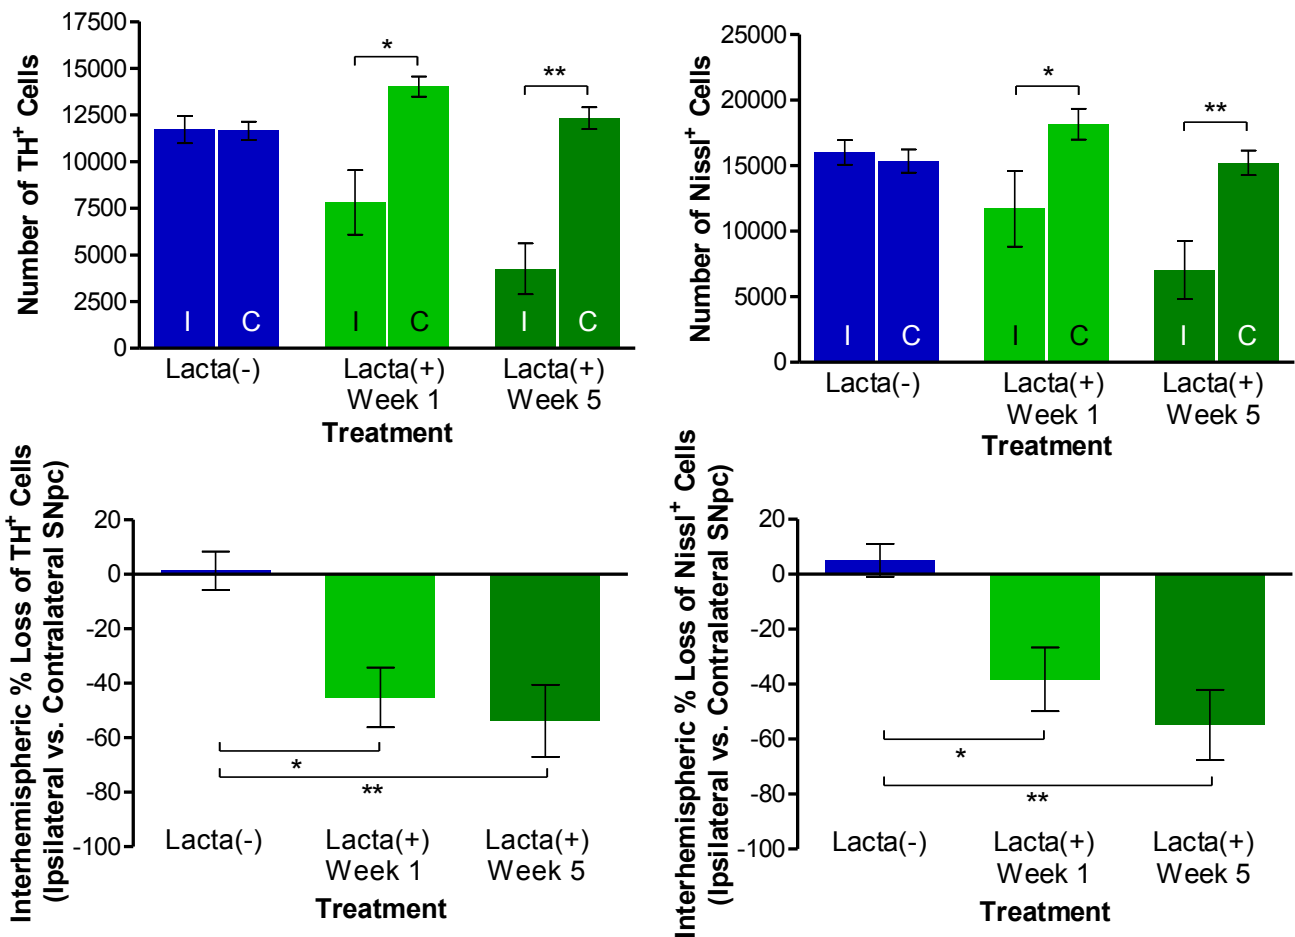 Number of TH+ Cells
17500
15000
12500
10000
7500
5000
2500
0
*
**
I C I C I C
Lacta(-) Lacta(+) Lacta(+)
Week 1 Week 5
Treatment
Number of Nissl+ Cells
25000
20000
15000
10000
5000
0
*
**
I C I C I C
Lacta(-) Lacta(+) Lacta(+)
Week 1 Week 5
Treatment
Interhemispheric % Loss of TH+ Cells
(Ipsilateral vs. Contralateral SNpc)
20
0
-20
-40
-60
-80
-100
*
**
Lacta(-) Lacta(+) Lacta(+)
Week 1 Week 5
Treatment
Interhemispheric % Loss of Nissl+ Cells
(Ipsilateral vs. Contralateral SNpc)
20
0
-20
-40
-60
-80
-100
*
**
Lacta(-) Lacta(+) Lacta(+)
Week 1 Week 5
Treatment